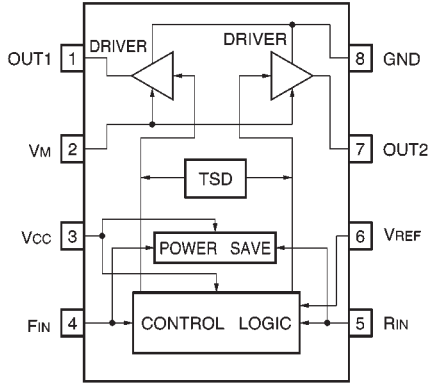 DRIVER
DRIVER
OUT1 1
8 GND
VM 2
7 OUT2
TSD
VCC 3
6 VREF
POWER SAVE
FIN 4
CONTROL LOGIC
5 RIN